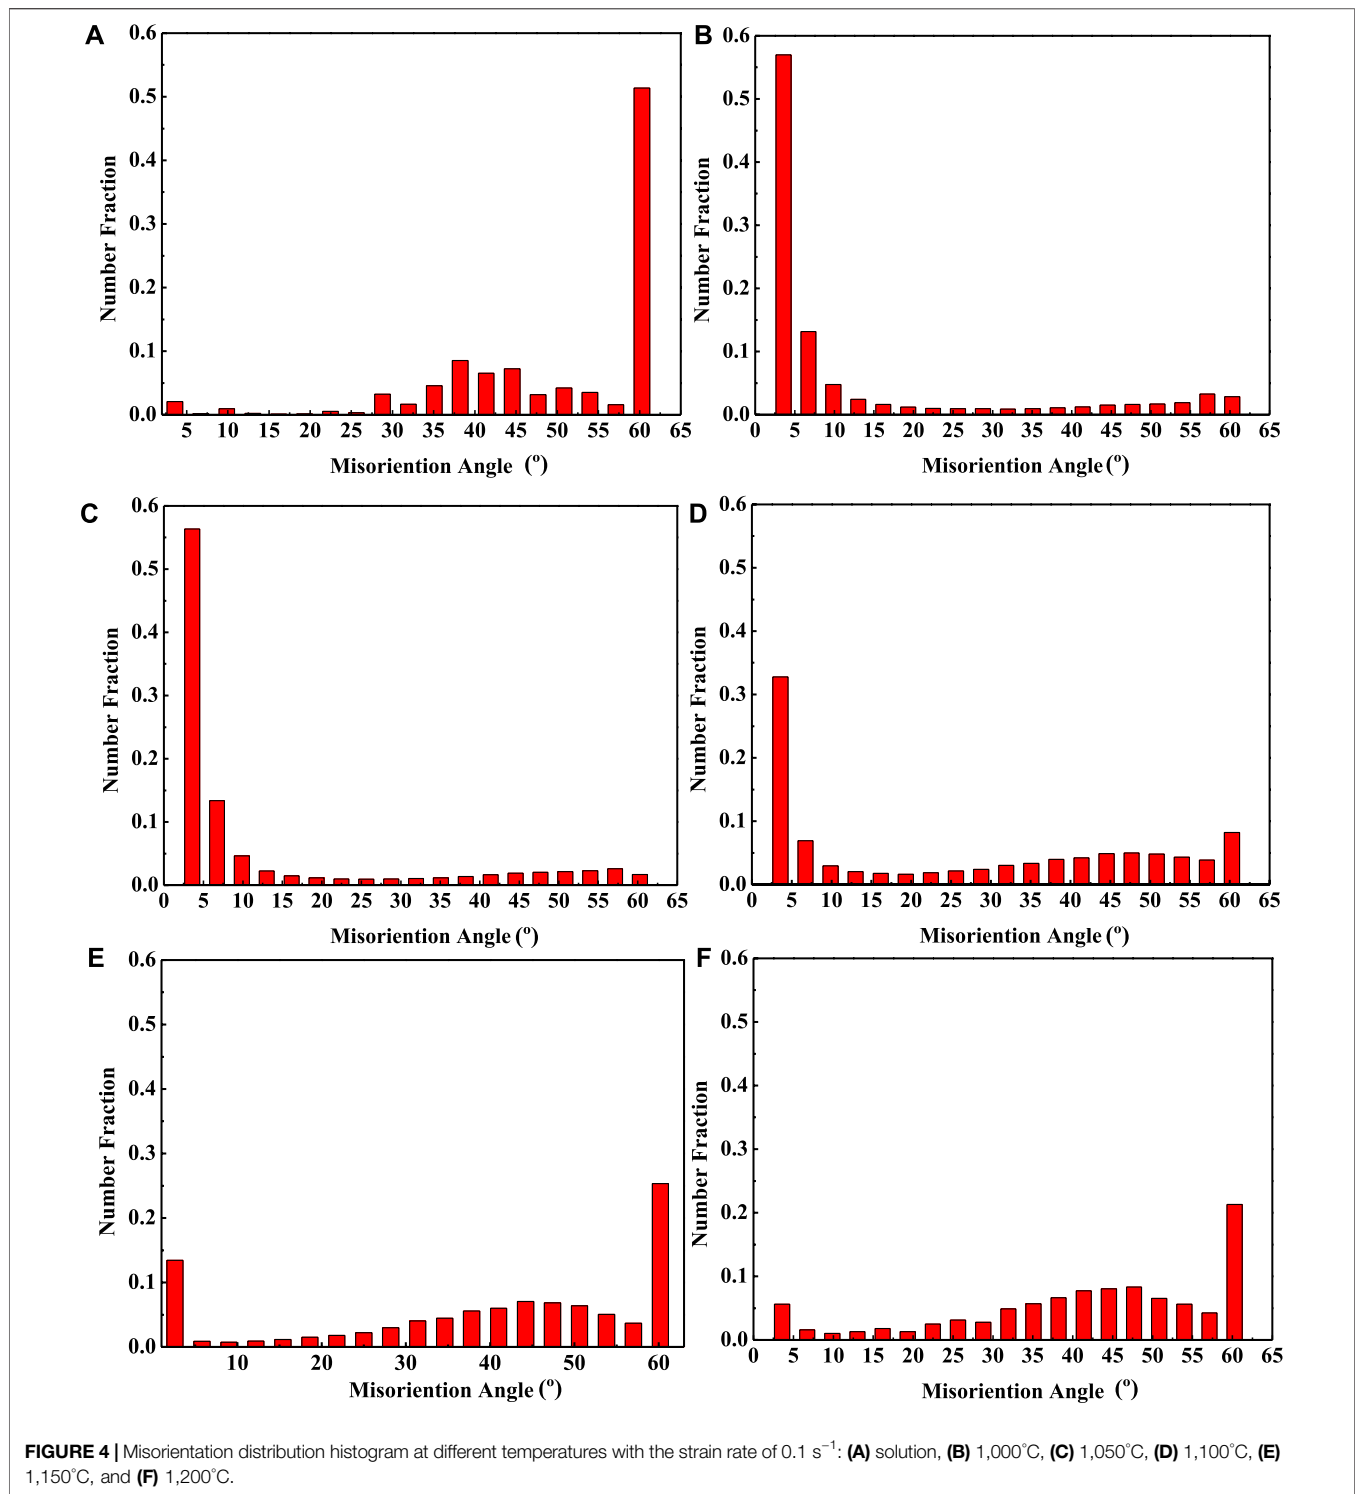 A
0.6
0.5
0.4
0.3
0.2
0.1
0.0
Number Fraction
5 10 15 20 25 30 35 40 45 50 55 60 65
Misoriention Angle (º)
B
0.6
0.5
0.4
0.3
0.2
0.1
0.0
Number Fraction
0 5 10 15 20 25 30 35 40 45 50 55 60 65
Misoriention Angle (º)
C
0.6
0.5
0.4
0.3
0.2
0.1
0.0
Number Fraction
0 5 10 15 20 25 30 35 40 45 50 55 60 65
Misoriention Angle (º)
D
0.6
0.5
0.4
0.3
0.2
0.1
0.0
Number Fraction
0 5 10 15 20 25 30 35 40 45 50 55 60 65
Misoriention Angle (º)
E
0.6
0.5
0.4
0.3
0.2
0.1
0.0
Number Fraction
10 20 30 40 50 60
Misoriention Angle (º)
F
0.6
0.5
0.4
0.3
0.2
0.1
0.0
Number Fraction
0 5 10 15 20 25 30 35 40 45 50 55 60 65
Misoriention Angle (º)
FIGURE 4 | Misorientation distribution histogram at different temperatures with the strain rate of 0.1 s⁻¹: (A) solution, (B) 1,000°C, (C) 1,050°C, (D) 1,100°C, (E)
1,150°C, and (F) 1,200°C.